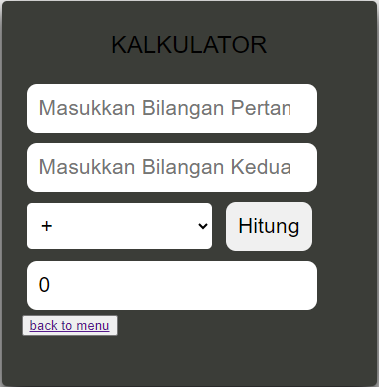 KALKULATOR
Masukkan Bilangan Pertan
Masukkan Bilangan Kedua
+ Hitung
0
back to menu